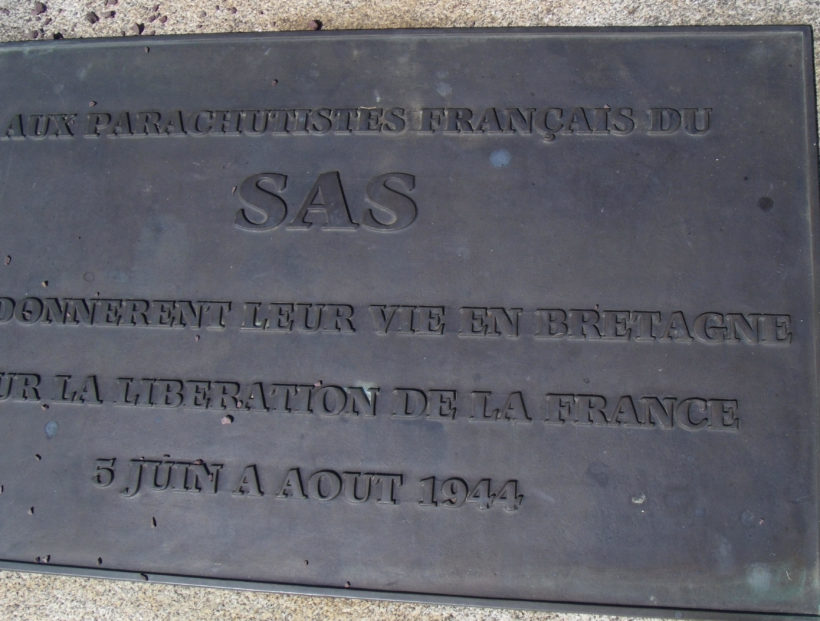 AUX PARACHUTISTES FRANÇAIS DU
SAS
DONNERENT LEUR VIE EN BRETAGNE
UR LA LIBERATION DE LA FRANCE
5 JUIN A AOUT 1944